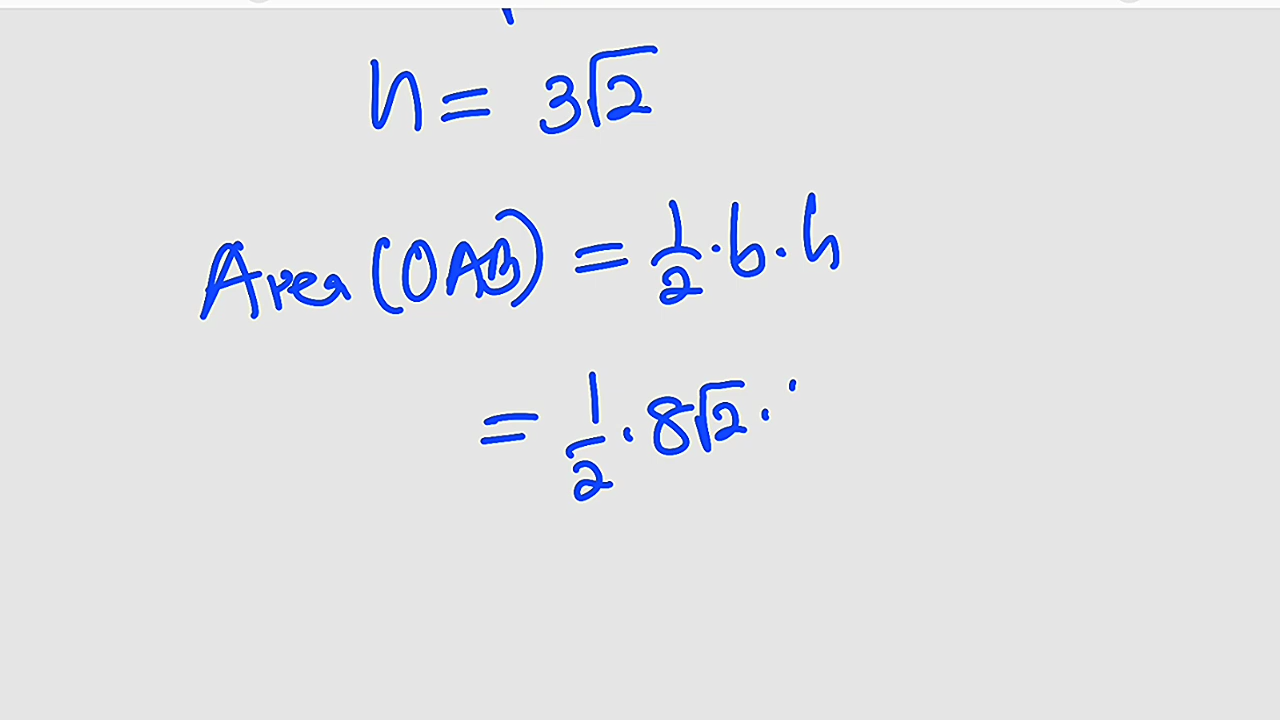 h = 3√2
Area (OAB) = 1/2 · b · h
= 1/2 · 8√2 ·